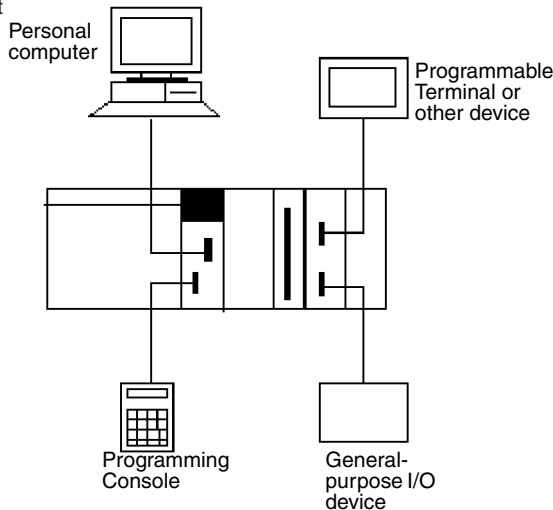 t
Personal
computer
Programmable
Terminal or
other device
Programming
Console
General-
purpose I/O
device